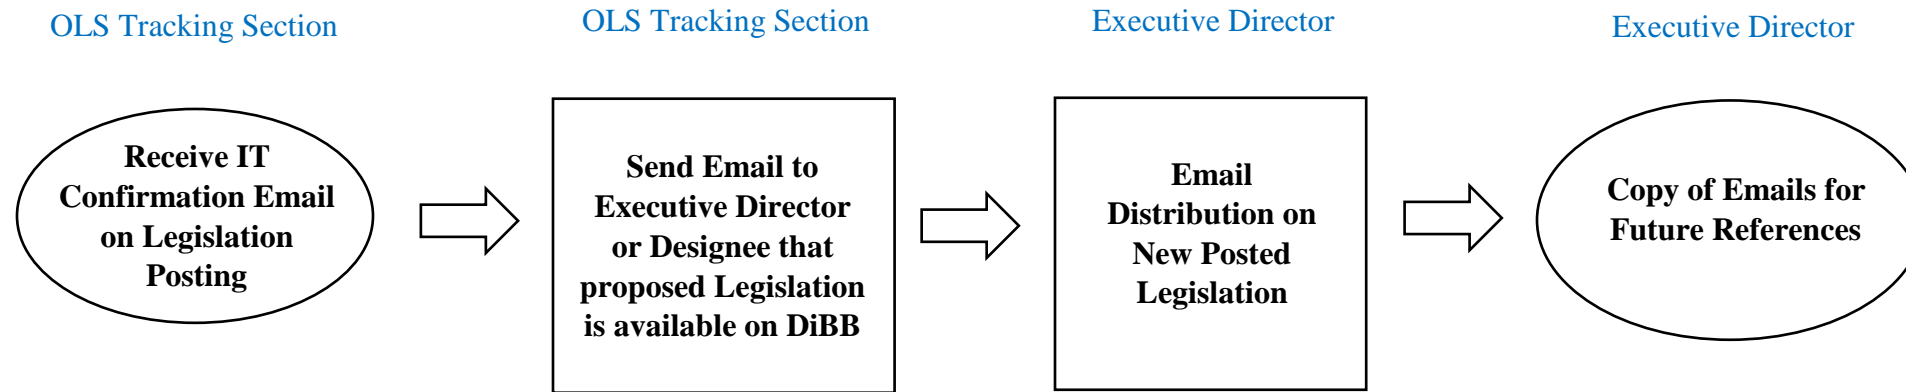 OLS Tracking Section
OLS Tracking Section
Executive Director
Executive Director
Receive IT
Confirmation Email
on Legislation
Posting
Send Email to
Executive Director
or Designee that
proposed Legislation
is available on DiBB
Email
Distribution on
New Posted
Legislation
Copy of Emails for
Future References